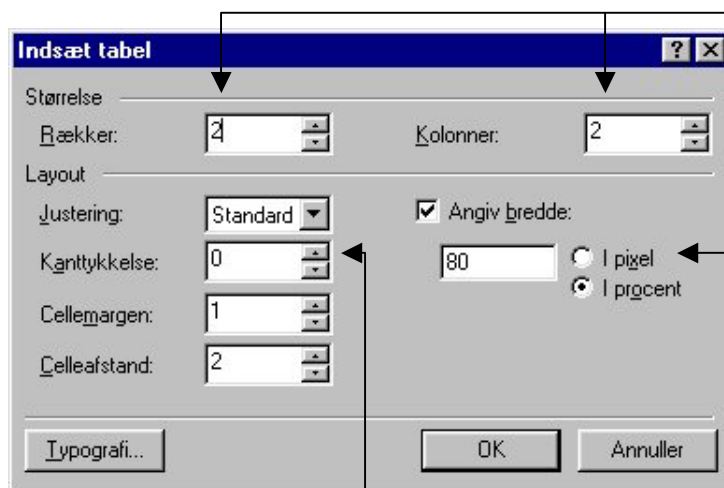 Indsæt tabel
Størrelse
Rækker: 2 Kolonner: 2
Layout
Justering: Standard Angiv bredde:
Kanttykkelse: 0 80 I pixel
I procent
Cellemargen: 1
Celleafstand: 2
Typografi... OK Annuller